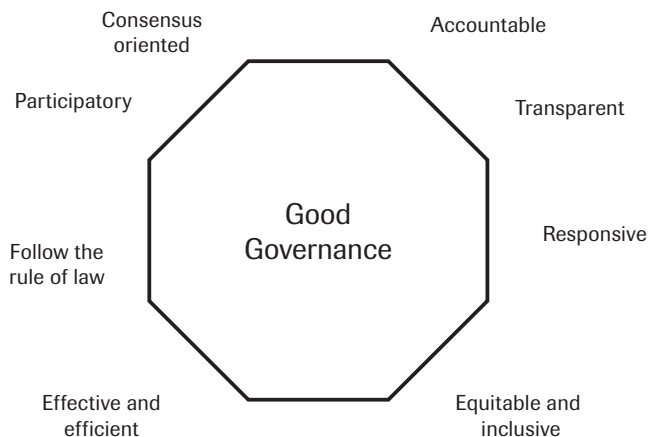 Consensus
oriented
Accountable
Participatory
Transparent
Good
Governance
Responsive
Follow the
rule of law
Effective and
efficient
Equitable and
inclusive